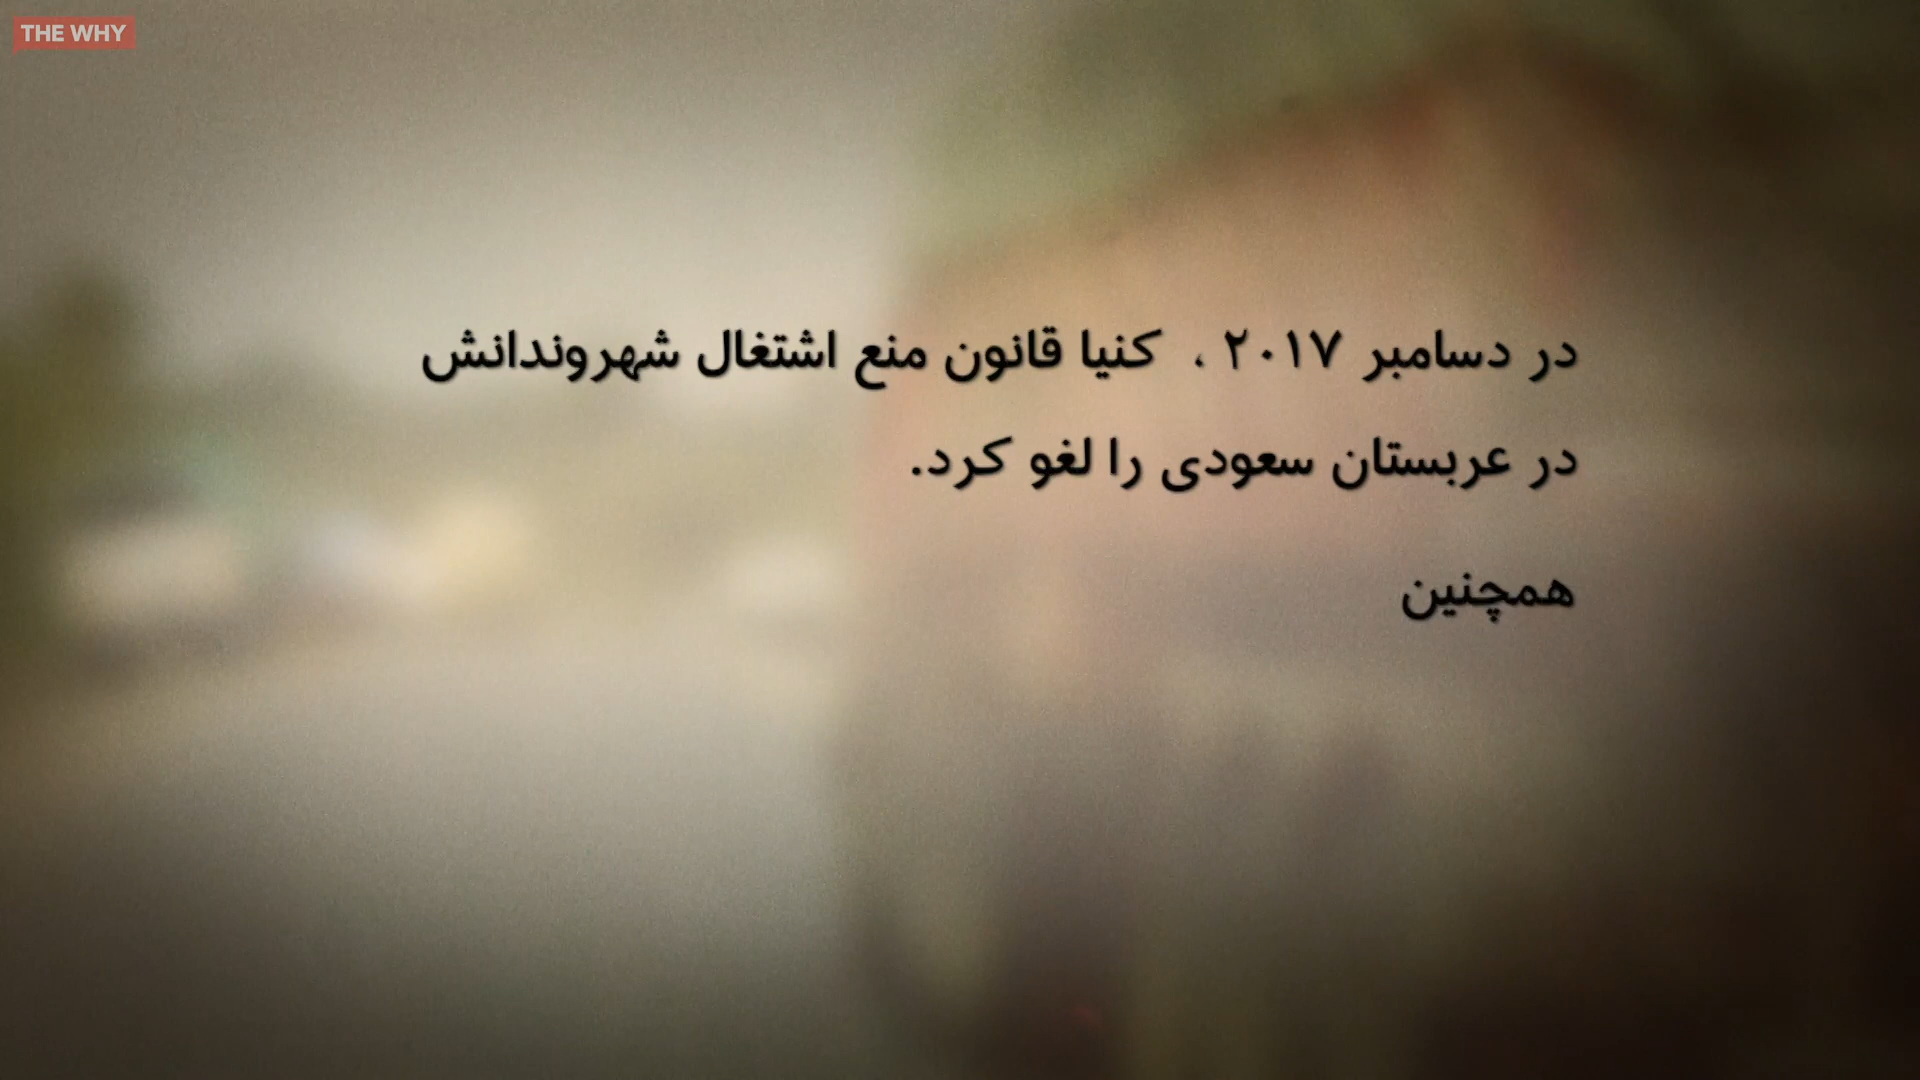 THE WHY
در دسامبر ۲۰۱۷ ، کنیا قانون منع اشتغال شهروندانش
در عربستان سعودی را لغو کرد.
همچنین